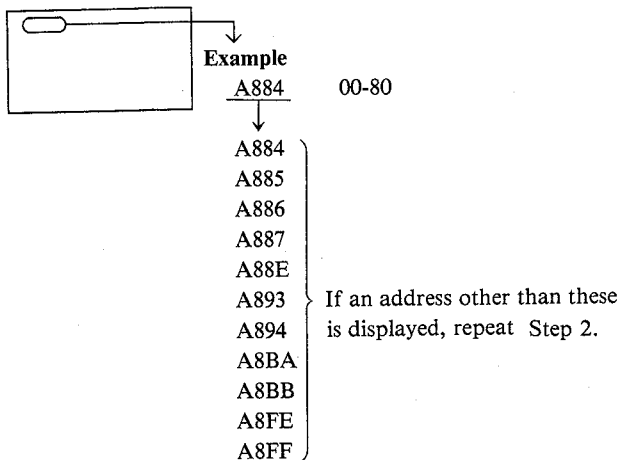 Example
A884 00-80
A884
A885
A886
A887
A88E
A893
A894
A8BA
A8BB
A8FE
A8FF
If an address other than these
is displayed, repeat Step 2.